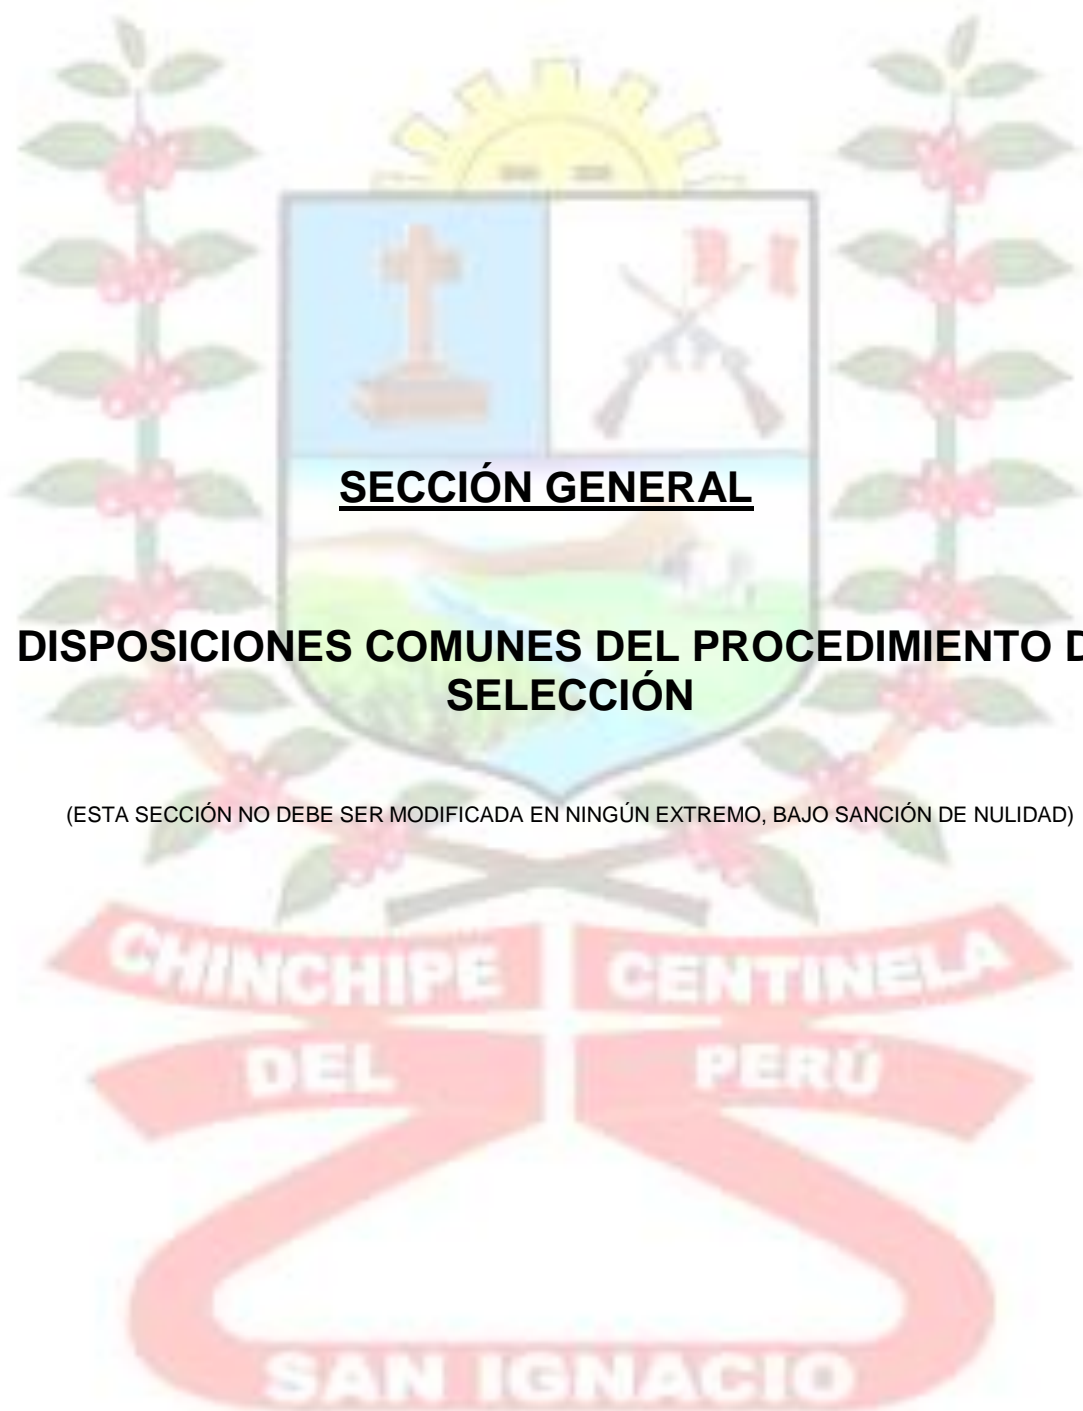 SECCIÓN GENERAL
DISPOSICIONES COMUNES DEL PROCEDIMIENTO D
SELECCIÓN
(ESTA SECCIÓN NO DEBE SER MODIFICADA EN NINGÚN EXTREMO, BAJO SANCIÓN DE NULIDAD)
CHINCHIPE CENTINELA
DEL PERÚ
SAN IGNACIO